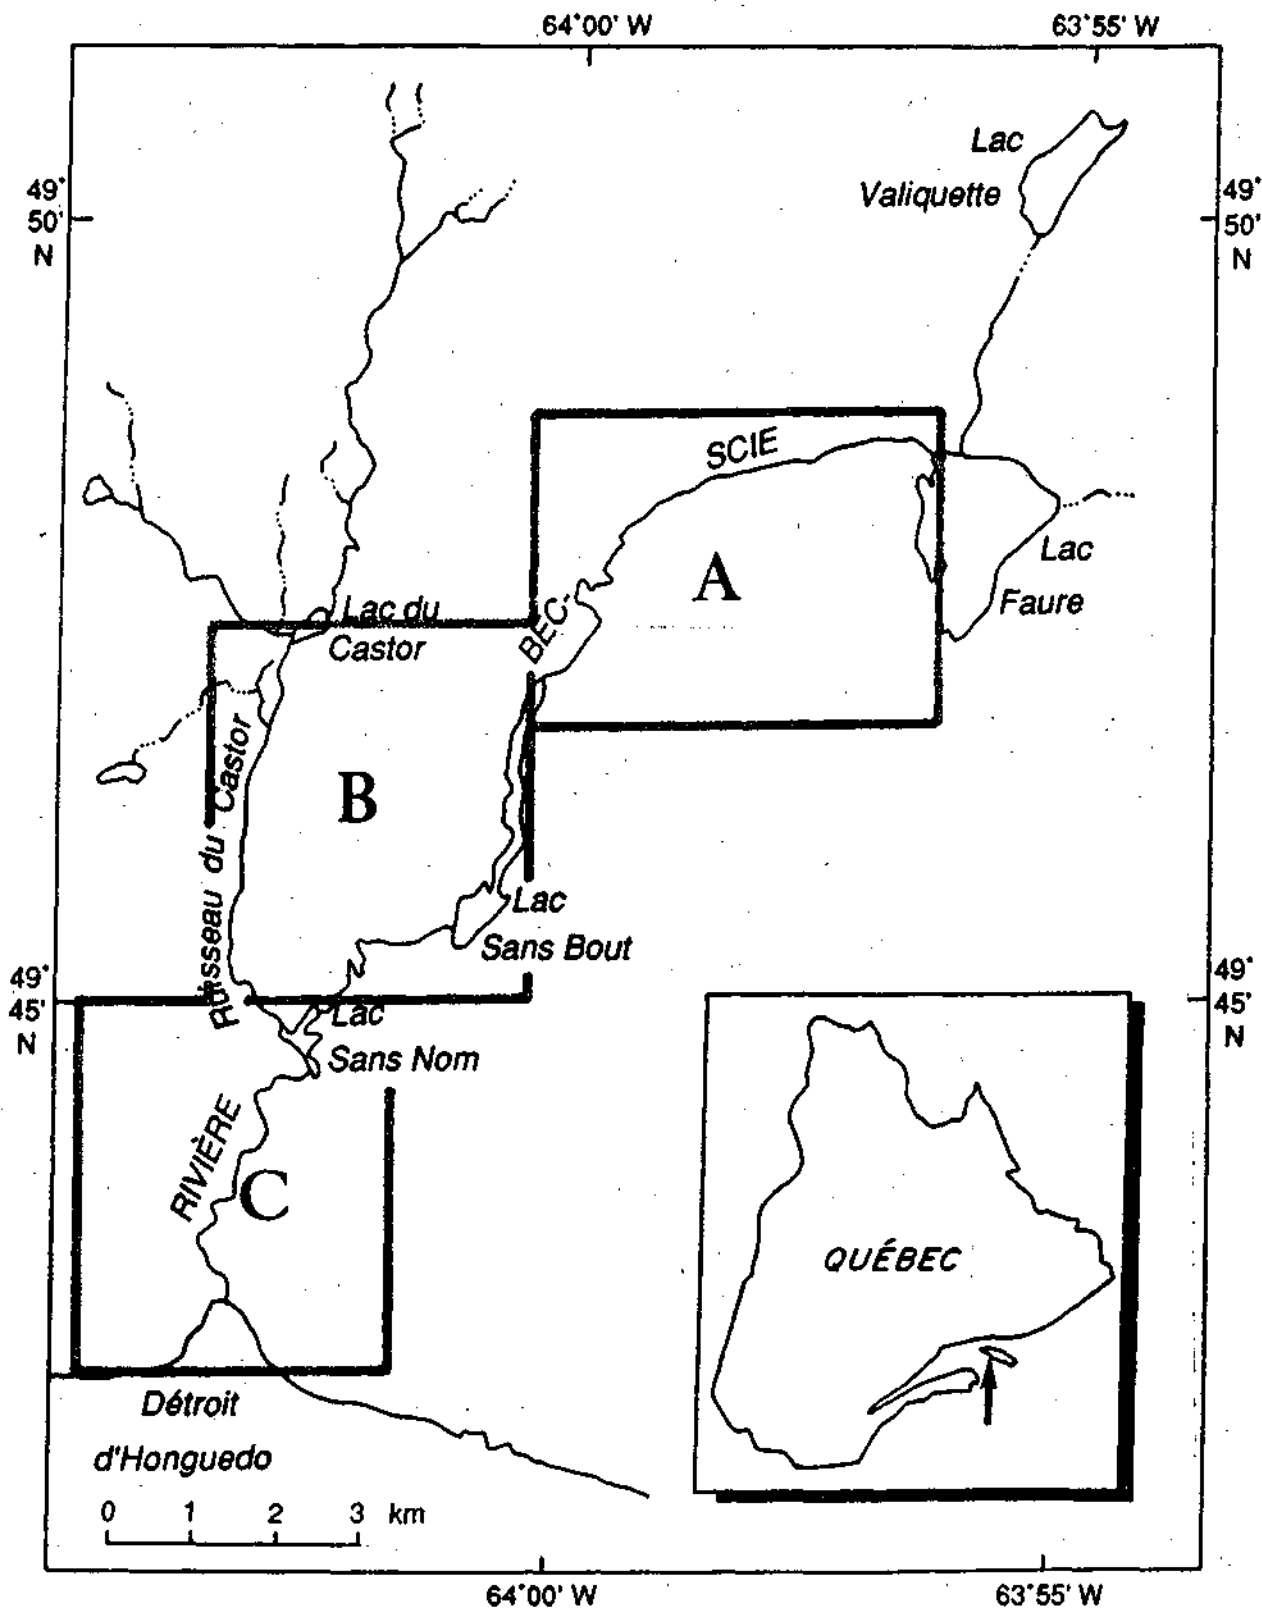 64°00' W
63°55' W
Lac
Valiquette
49°
50'
N
49°
50'
N
SCIE
A
Lac
Faure
Lac du
Castor
BEC-
B
Ruisseau du Castor
Lac
Sans Bout
49°
45'
N
49°
45'
N
Lac
Sans Nom
RIVIÈRE
C
QUÉBEC
Détroit
d'Honguedo
0 1 2 3 km
64°00' W
63°55' W